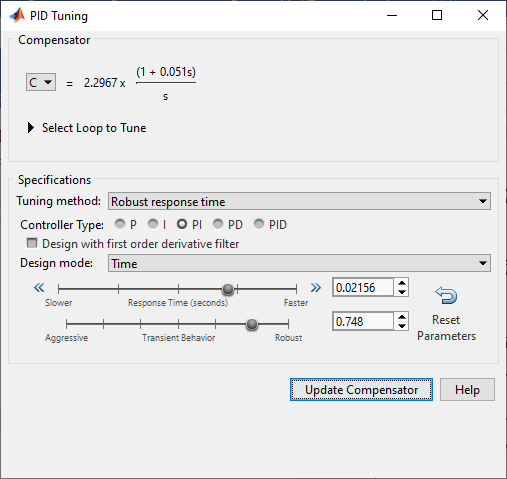 PID Tuning
Compensator
C = 2.2967 x (1 + 0.051s)
s
Select Loop to Tune
Specifications
Tuning method: Robust response time
Controller Type: P I PI PD PID
Design with first order derivative filter
Design mode: Time
« » 0.02156
Slower Response Time (seconds) Faster
0.748
Reset
Parameters
Aggressive Transient Behavior Robust
Update Compensator Help